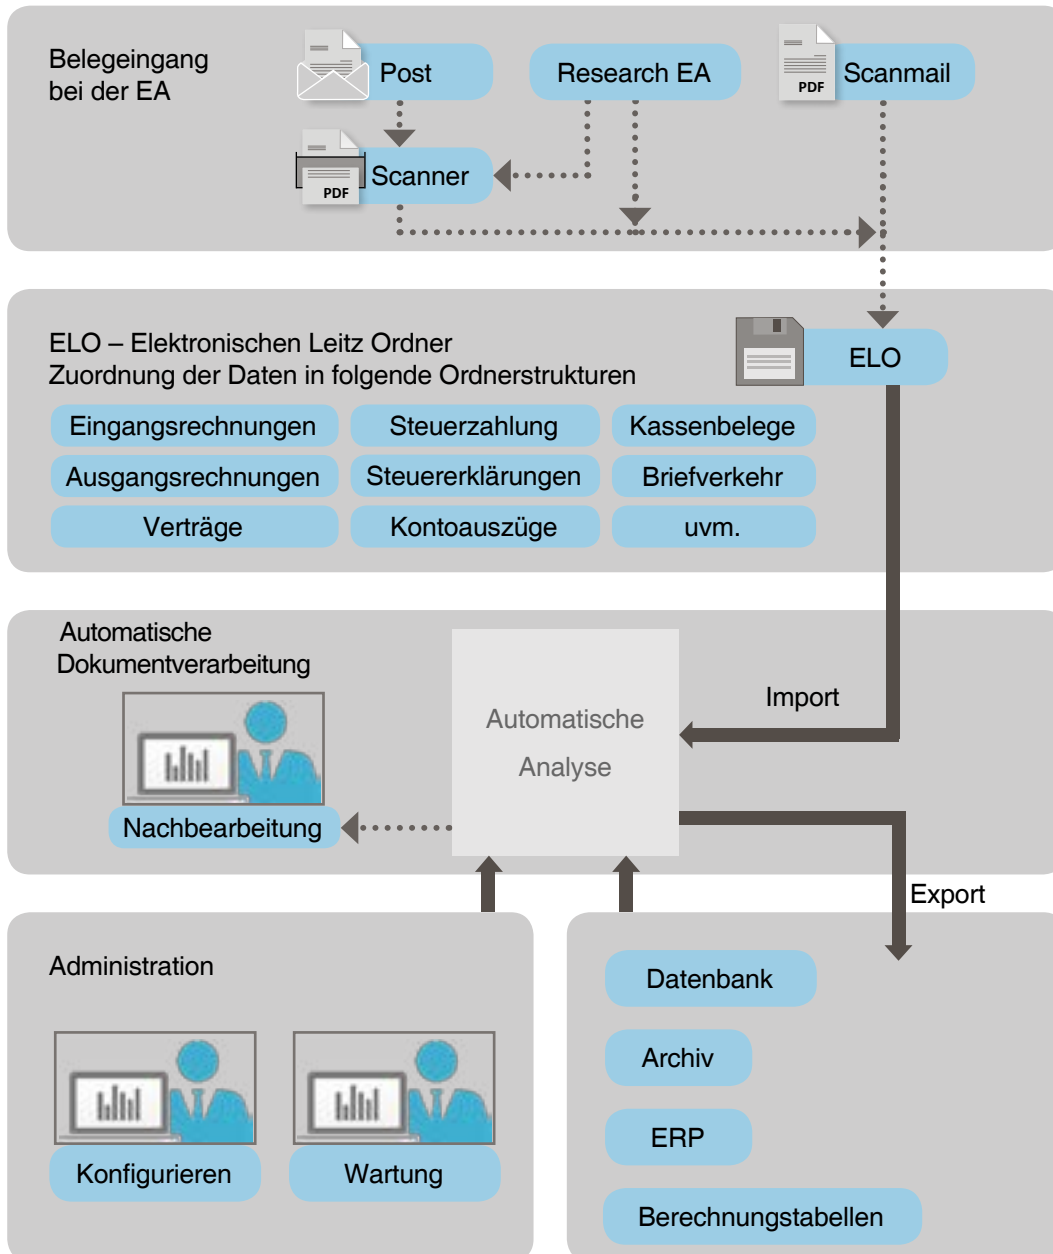 Belegeingang
bei der EA
Post
Research EA
Scanmail
PDF
Scanner
PDF
ELO – Elektronischen Leitz Ordner
Zuordnung der Daten in folgende Ordnerstrukturen
ELO
Eingangsrechnungen
Steuerzahlung
Kassenbelege
Ausgangsrechnungen
Steuererklärungen
Briefverkehr
Verträge
Kontoauszüge
uvm.
Automatische
Dokumentverarbeitung
Automatische
Analyse
Import
Nachbearbeitung
Export
Administration
Konfigurieren
Wartung
Datenbank
Archiv
ERP
Berechnungstabellen